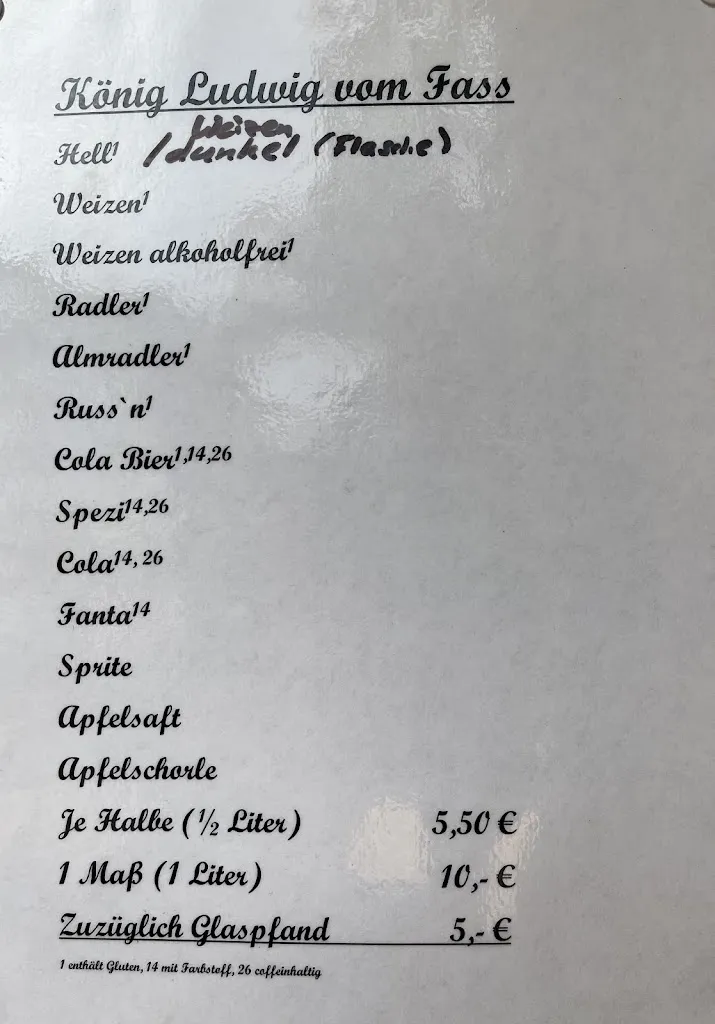 König Ludwig vom Fass
Weizen
Hell¹ /dunkel (Flasche)
Weizen¹
Weizen alkoholfrei¹
Radler¹
Almradler¹
Russ`n¹
Cola Bier¹,¹⁴,²⁶
Spezi¹⁴,²⁶
Cola¹⁴, ²⁶
Fanta¹⁴
Sprite
Apfelsaft
Apfelschorle
Je Halbe (½ Liter) 5,50 €
1 Maß (1 Liter) 10,- €
Zuzüglich Glaspfand 5,- €
1 enthält Gluten, 14 mit Farbstoff, 26 coffeinhaltig